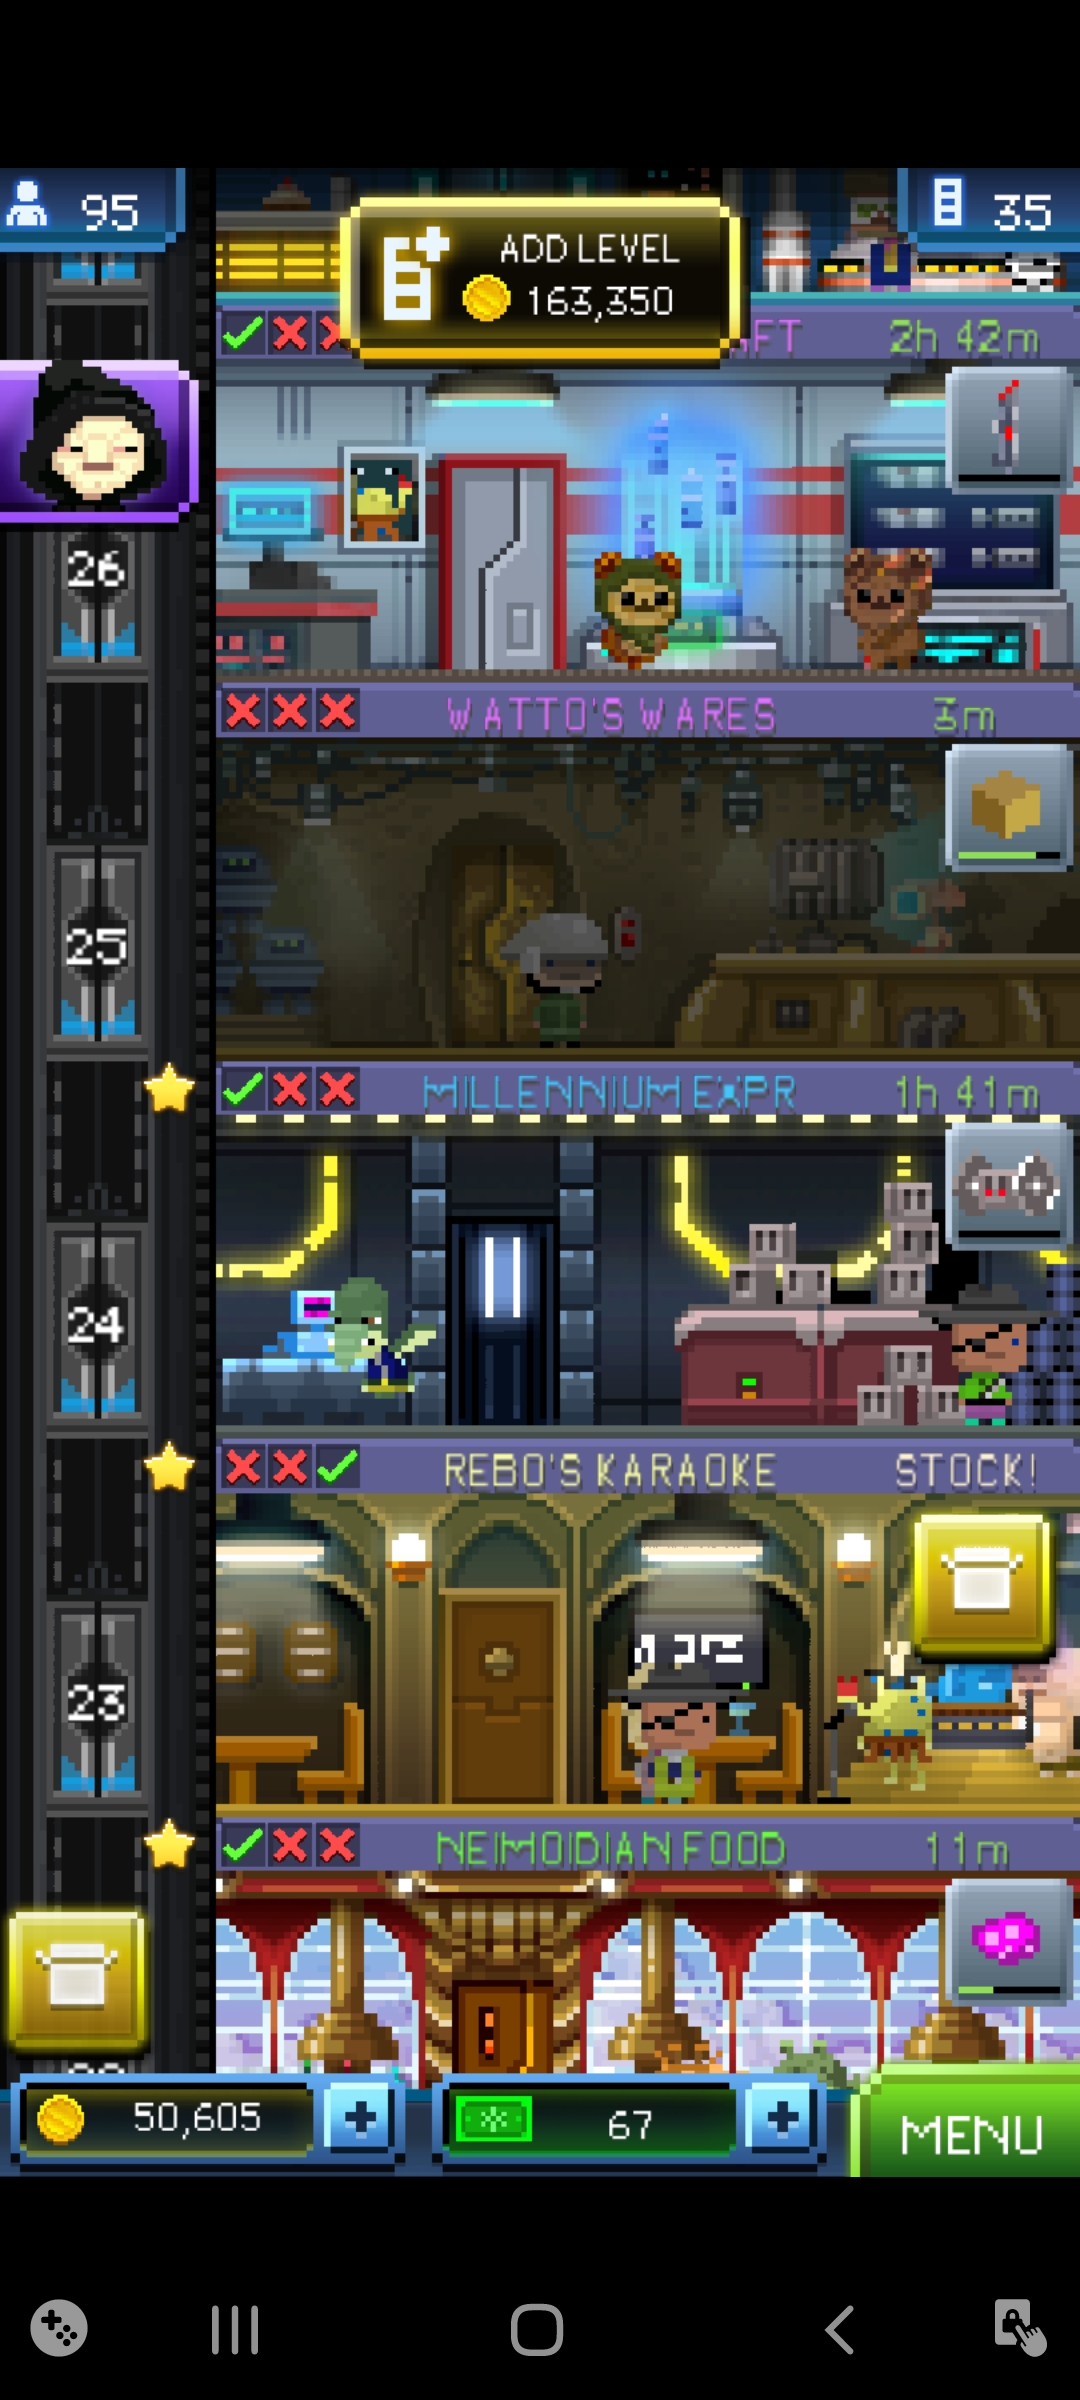 95
ADD LEVEL
163,350
35
AFT 2h 42m
26
WATTO'S WARES 3m
25
MILLENNIUM EXPR 1h 41m
24
REBO'S KARAOKE STOCK!
23
NEIMOIDIAN FOOD 11m
50,605
67
MENU